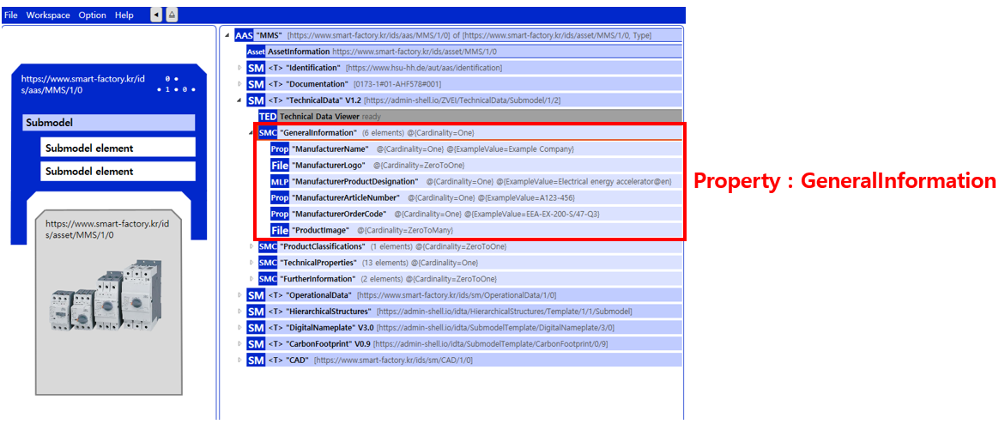 File Workspace Option Help
https://www.smart-factory.kr/id
s/aas/MMS/1/0
0
1 0
Submodel
Submodel element
Submodel element
https://www.smart-factory.kr/id
s/asset/MMS/1/0
AAS "MMS" [https://www.smart-factory.kr/ids/aas/MMS/1/0] of [https://www.smart-factory.kr/ids/asset/MMS/1/0, Type]
Asset AssetInformation https://www.smart-factory.kr/ids/asset/MMS/1/0
SM <T> "Identification" [https://www.hsu-hh.de/aut/aas/identification]
SM <T> "Documentation" [0173-1#01-AHF578#001]
SM <T> "TechnicalData" V1.2 [https://admin-shell.io/ZVEI/TechnicalData/Submodel/1/2]
TED Technical Data Viewer ready
SMC "GeneralInformation" (6 elements) @{Cardinality=One}
Prop "ManufacturerName" @{Cardinality=One} @{ExampleValue=Example Company}
File "ManufacturerLogo" @{Cardinality=ZeroToOne}
MLP "ManufacturerProductDesignation" @{Cardinality=One} @{ExampleValue=Electrical energy accelerator@en}
Prop "ManufacturerArticleNumber" @{Cardinality=One} @{ExampleValue=A123-456}
Prop "ManufacturerOrderCode" @{Cardinality=One} @{ExampleValue=EEA-EX-200-S/47-Q3}
File "ProductImage" @{Cardinality=ZeroToMany}
SMC "ProductClassifications" (1 elements) @{Cardinality=ZeroToOne}
SMC "TechnicalProperties" (13 elements) @{Cardinality=One}
SMC "FurtherInformation" (2 elements) @{Cardinality=ZeroToOne}
SM <T> "OperationalData" [https://www.smart-factory.kr/ids/sm/OperationalData/1/0]
SM <T> "HierarchicalStructures" [https://admin-shell.io/idta/HierarchicalStructures/Template/1/1/Submodel]
SM <T> "DigitalNameplate" V3.0 [https://admin-shell.io/idta/SubmodelTemplate/DigitalNameplate/3/0]
SM <T> "CarbonFootprint" V0.9 [https://admin-shell.io/idta/SubmodelTemplate/CarbonFootprint/0/9]
SM <T> "CAD" [https://www.smart-factory.kr/ids/sm/CAD/1/0]
Property : GeneralInformation